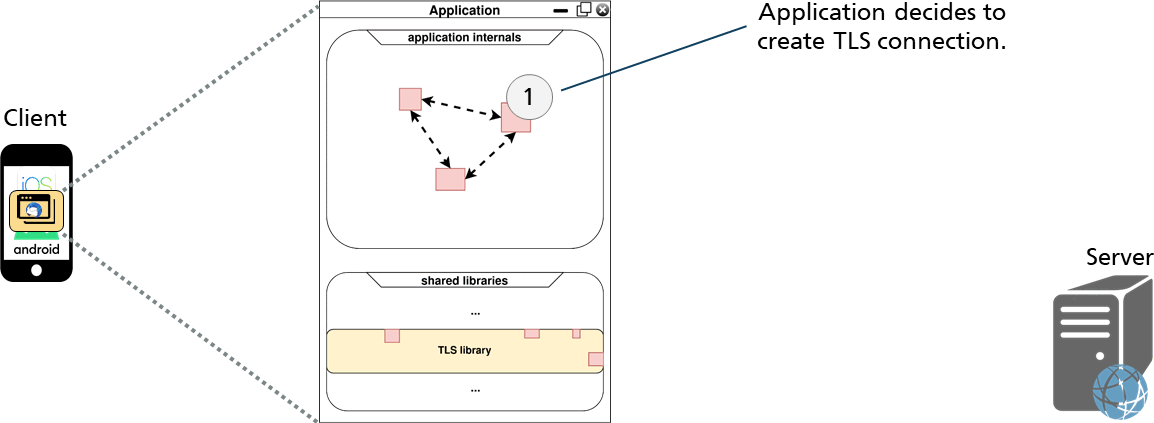 Application
application internals
Application decides to
create TLS connection.
1
Client
iOS
android
shared libraries
...
TLS library
...
Server